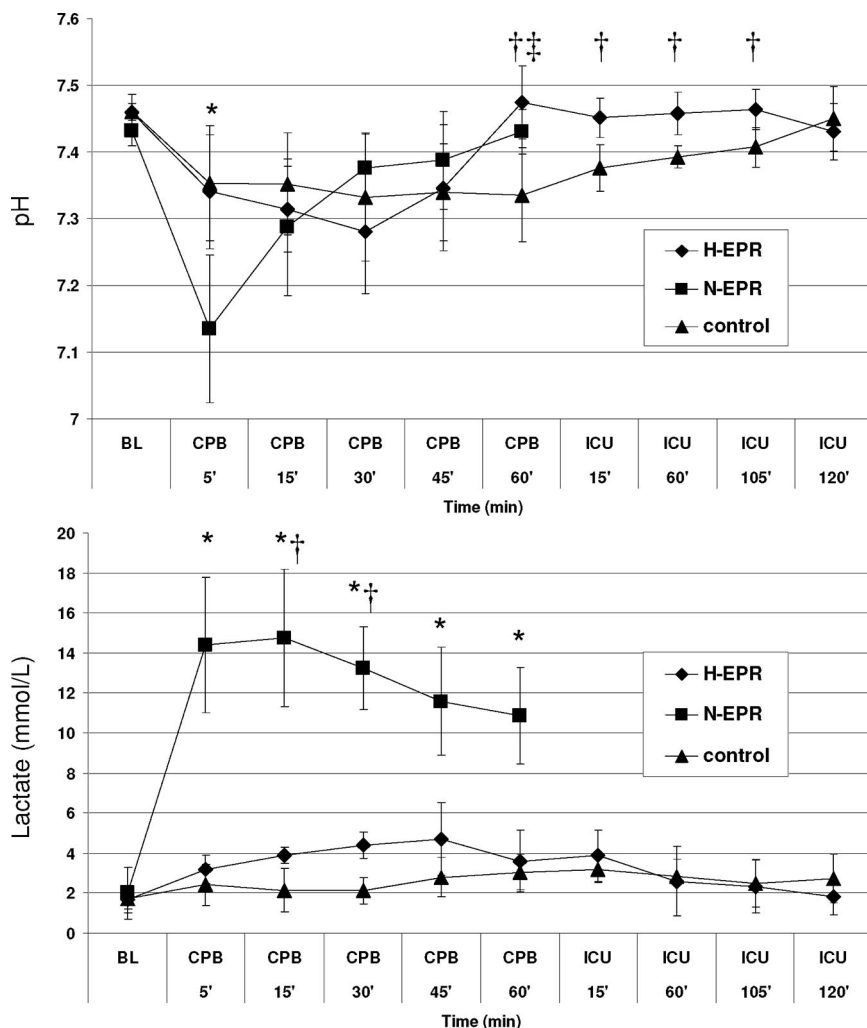 7.6
†‡ † † †
7.5
*
7.4
pH
7.3
H-EPR
N-EPR
7.2
control
7.1
7
BL CPB CPB CPB CPB CPB ICU ICU ICU ICU
5' 15' 30' 45' 60' 15' 60' 105' 120'
Time (min)
20
* *†
18
*†
16
* *
14
H-EPR
12
N-EPR
Lactate (mmol/L)
10
control
8
6
4
2
0
BL CPB CPB CPB CPB CPB ICU ICU ICU ICU
5' 15' 30' 45' 60' 15' 60' 105' 120'
Time (min)